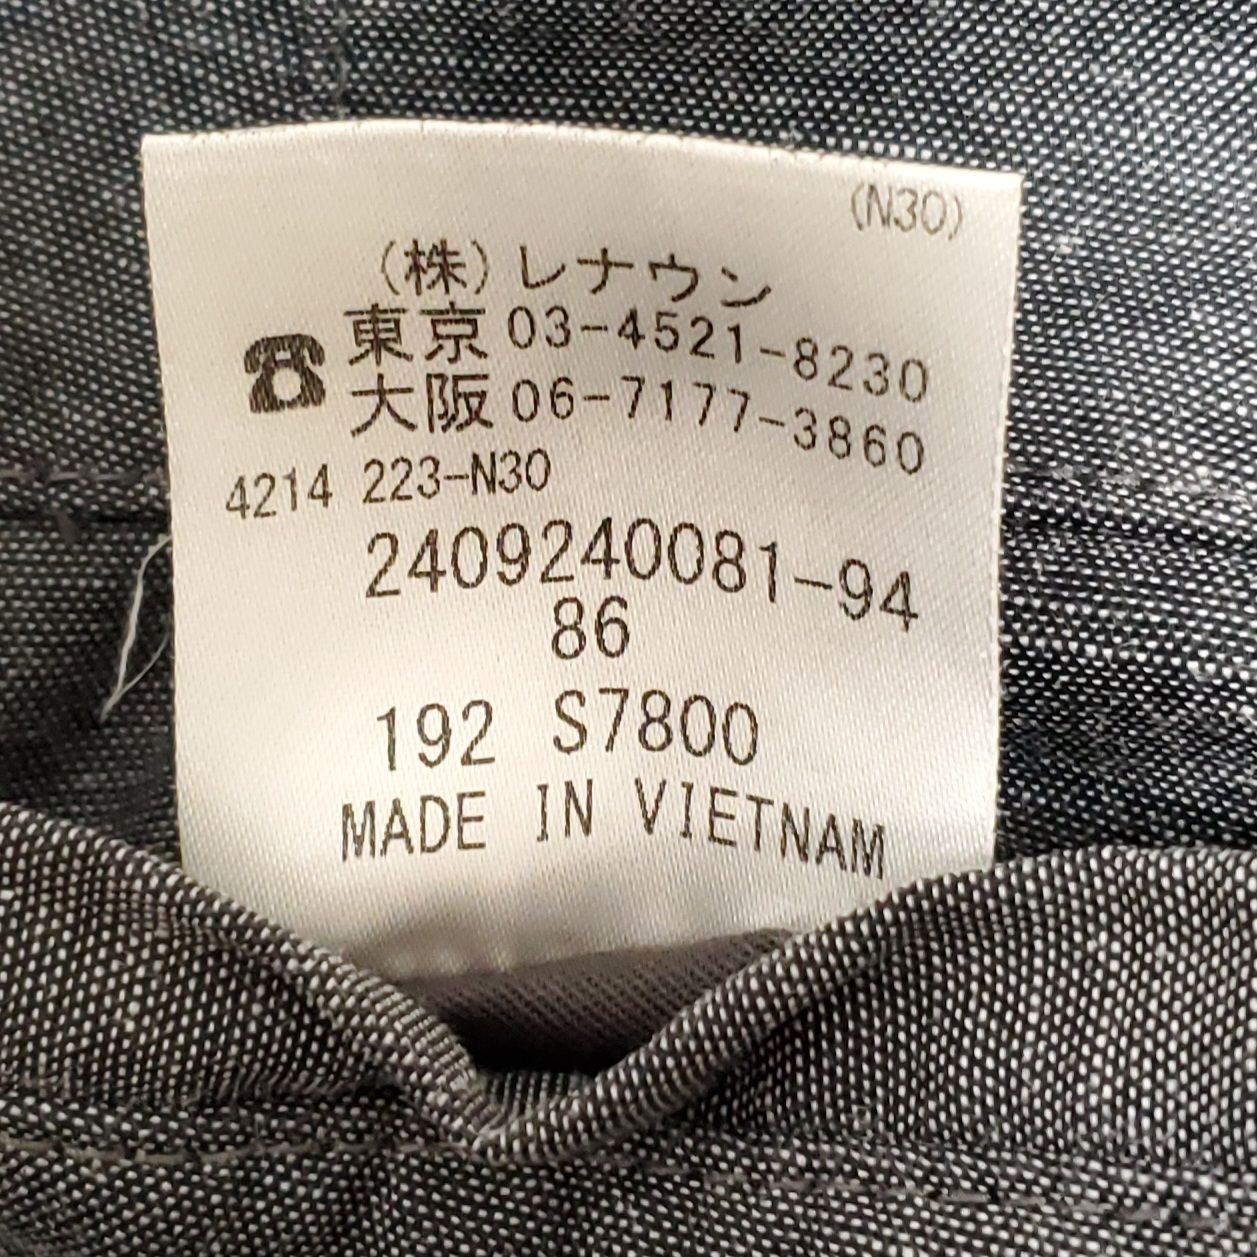 (N30)
(株)レナウン
☎東京 03-4521-8230
大阪 06-7177-3860
4214 223-N30
2409240081-94
86
192 S7800
MADE IN VIETNAM